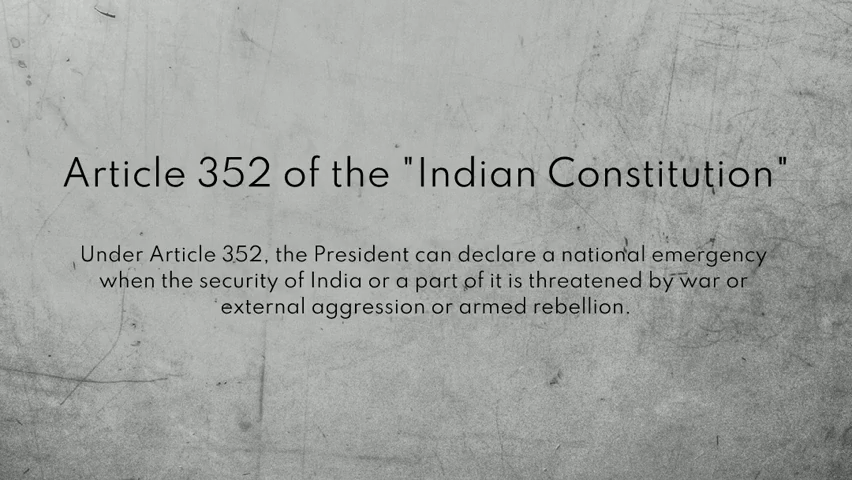 Article 352 of the "Indian Constitution"
Under Article 352, the President can declare a national emergency
when the security of India or a part of it is threatened by war or
external aggression or armed rebellion.